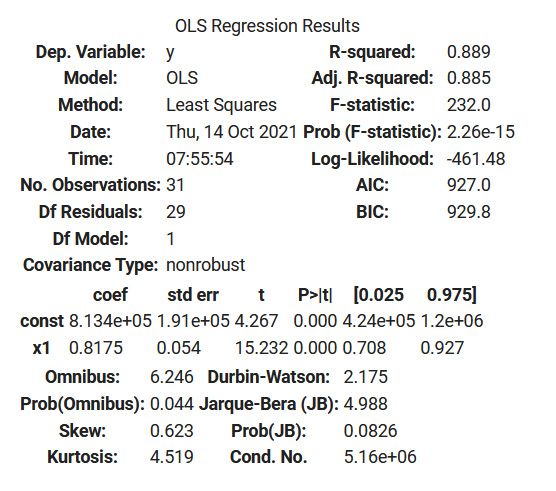 OLS Regression Results
Dep. Variable: y R-squared: 0.889
Model: OLS Adj. R-squared: 0.885
Method: Least Squares F-statistic: 232.0
Date: Thu, 14 Oct 2021 Prob (F-statistic): 2.26e-15
Time: 07:55:54 Log-Likelihood: -461.48
No. Observations: 31 AIC: 927.0
Df Residuals: 29 BIC: 929.8
Df Model: 1
Covariance Type: nonrobust
coef std err t P>|t| [0.025 0.975]
const 8.134e+05 1.91e+05 4.267 0.000 4.24e+05 1.2e+06
x1 0.8175 0.054 15.232 0.000 0.708 0.927
Omnibus: 6.246 Durbin-Watson: 2.175
Prob(Omnibus): 0.044 Jarque-Bera (JB): 4.988
Skew: 0.623 Prob(JB): 0.0826
Kurtosis: 4.519 Cond. No. 5.16e+06